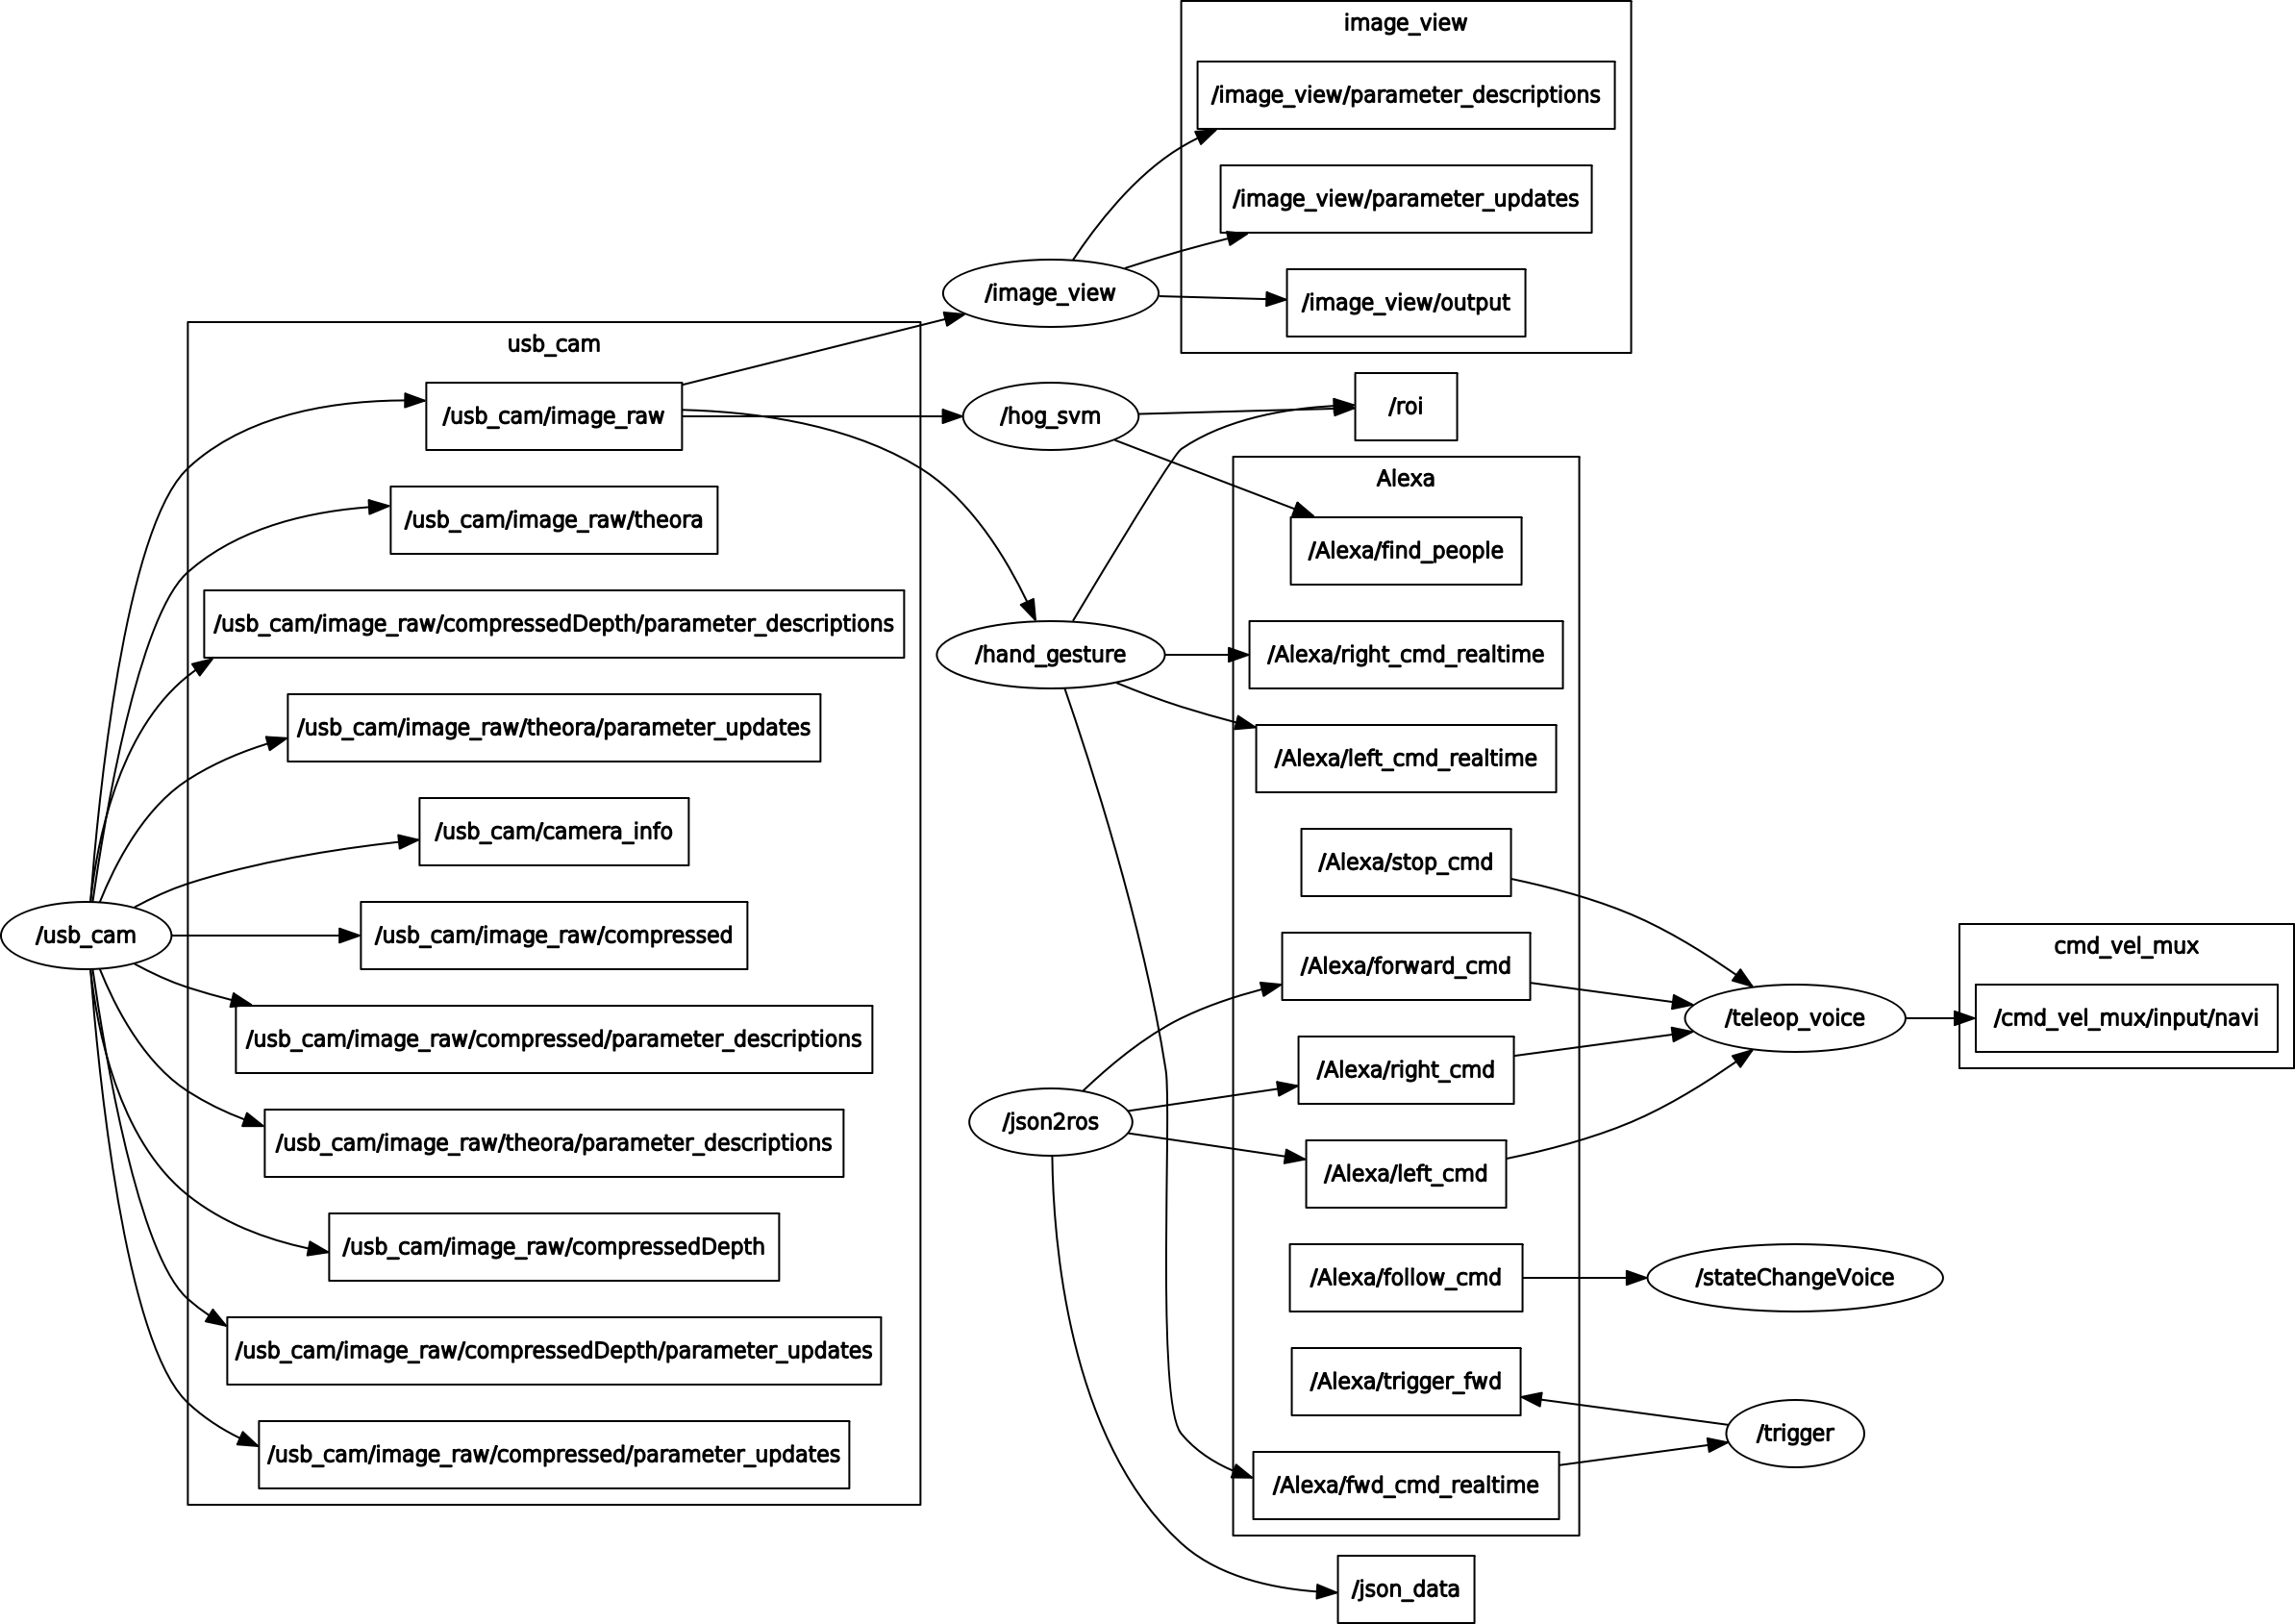 image_view
/image_view/parameter_descriptions
/image_view/parameter_updates
/image_view/output
/image_view
usb_cam
/usb_cam/image_raw
/usb_cam/image_raw/theora
/usb_cam/image_raw/compressedDepth/parameter_descriptions
/usb_cam/image_raw/theora/parameter_updates
/usb_cam/camera_info
/usb_cam/image_raw/compressed
/usb_cam/image_raw/compressed/parameter_descriptions
/usb_cam/image_raw/theora/parameter_descriptions
/usb_cam/image_raw/compressedDepth
/usb_cam/image_raw/compressedDepth/parameter_updates
/usb_cam/image_raw/compressed/parameter_updates
/usb_cam
/hog_svm
/hand_gesture
/json2ros
/roi
Alexa
/Alexa/find_people
/Alexa/right_cmd_realtime
/Alexa/left_cmd_realtime
/Alexa/stop_cmd
/Alexa/forward_cmd
/Alexa/right_cmd
/Alexa/left_cmd
/Alexa/follow_cmd
/Alexa/trigger_fwd
/Alexa/fwd_cmd_realtime
/json_data
/teleop_voice
/stateChangeVoice
/trigger
cmd_vel_mux
/cmd_vel_mux/input/navi